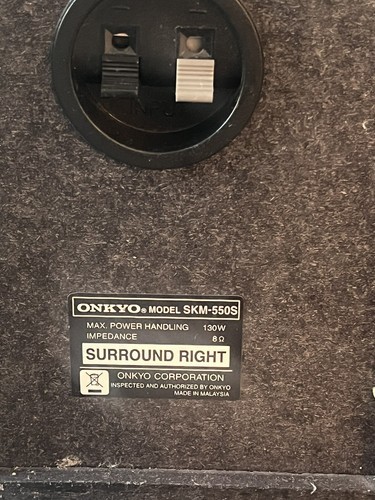 INPUT
ONKYO® MODEL SKM-550S
MAX. POWER HANDLING 130W
IMPEDANCE 8Ω
SURROUND RIGHT
ONKYO CORPORATION
INSPECTED AND AUTHORIZED BY ONKYO
MADE IN MALAYSIA